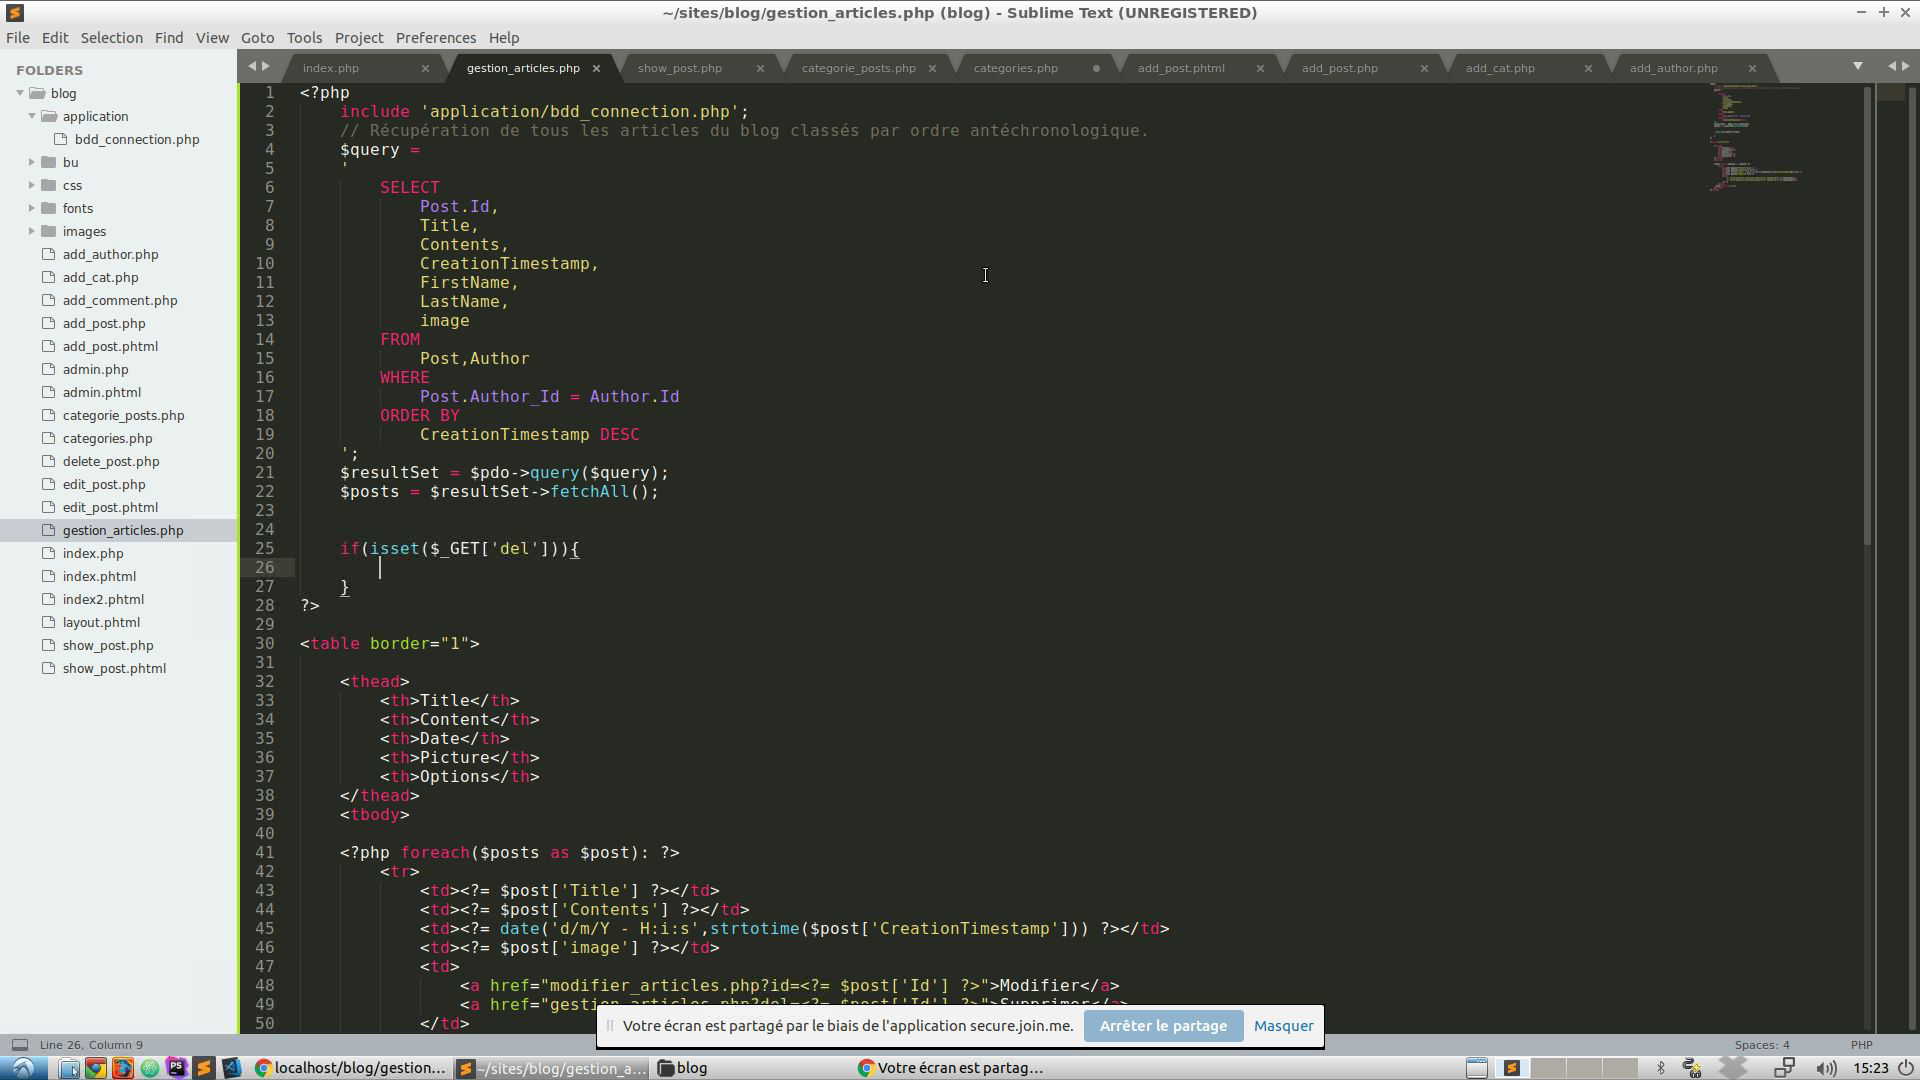 ~/sites/blog/gestion_articles.php (blog) - Sublime Text (UNREGISTERED)
File Edit Selection Find View Goto Tools Project Preferences Help
FOLDERS
blog
application
bdd_connection.php
bu
css
fonts
images
add_author.php
add_cat.php
add_comment.php
add_post.php
add_post.phtml
admin.php
admin.phtml
categorie_posts.php
categories.php
delete_post.php
edit_post.php
edit_post.phtml
gestion_articles.php
index.php
index.phtml
index2.phtml
layout.phtml
show_post.php
show_post.phtml
index.php gestion_articles.php show_post.php categorie_posts.php categories.php add_post.phtml add_post.php add_cat.php add_author.php
1 <?php
2 include 'application/bdd_connection.php';
3 // Récupération de tous les articles du blog classés par ordre antéchronologique.
4 $query =
5 '
6 SELECT
7 Post.Id,
8 Title,
9 Contents,
10 CreationTimestamp,
11 FirstName,
12 LastName,
13 image
14 FROM
15 Post,Author
16 WHERE
17 Post.Author_Id = Author.Id
18 ORDER BY
19 CreationTimestamp DESC
20 ';
21 $resultSet = $pdo->query($query);
22 $posts = $resultSet->fetchAll();
23
24
25 if(isset($_GET['del'])){
26
27 }
28 ?>
29
30 <table border="1">
31
32 <thead>
33 <th>Title</th>
34 <th>Content</th>
35 <th>Date</th>
36 <th>Picture</th>
37 <th>Options</th>
38 </thead>
39 <tbody>
40
41 <?php foreach($posts as $post): ?>
42 <tr>
43 <td><?= $post['Title'] ?></td>
44 <td><?= $post['Contents'] ?></td>
45 <td><?= date('d/m/Y - H:i:s',strtotime($post['CreationTimestamp'])) ?></td>
46 <td><?= $post['image'] ?></td>
47 <td>
48 <a href="modifier_articles.php?id=<?= $post['Id'] ?>">Modifier</a>
49 <a href="gestion_articles.php?del=<?= $post['Id'] ?>">Supprimer</a>
50 </td>
Votre écran est partagé par le biais de l'application secure.join.me. Arrêter le partage Masquer
Line 26, Column 9 Spaces: 4 PHP
localhost/blog/gestion... ~/sites/blog/gestion_a... blog Votre écran est partag... 15:23